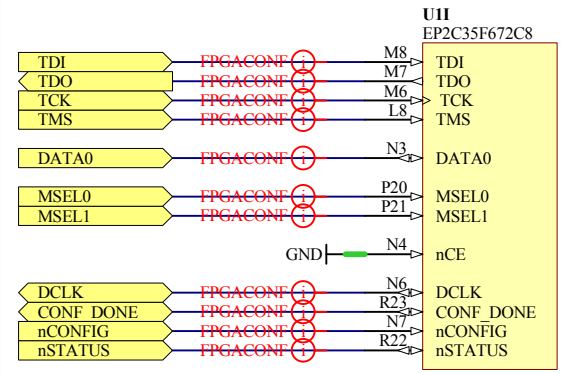 U1I
EP2C35F672C8
TDI FPGACONF i M8 TDI
TDO FPGACONF i M7 TDO
TCK FPGACONF i M6 TCK
TMS FPGACONF i L8 TMS
DATA0 FPGACONF i N3 DATA0
MSEL0 FPGACONF i P20 MSEL0
MSEL1 FPGACONF i P21 MSEL1
GND N4 nCE
DCLK FPGACONF i N6 DCLK
CONF_DONE FPGACONF i R23 CONF_DONE
nCONFIG FPGACONF i N7 nCONFIG
nSTATUS FPGACONF i R22 nSTATUS